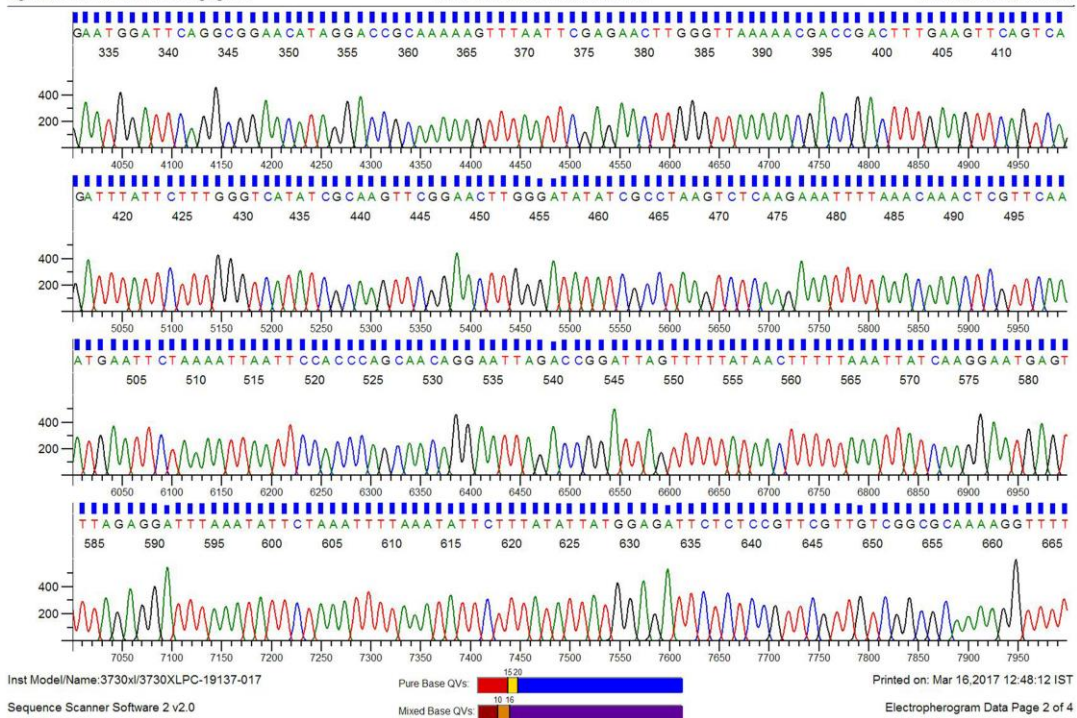 GAATGGATTCAGGCGGAACATAGGACCGCAAAAAGTTTAATTCGAGAACTTGGGTTAAAAACGACCGACTTTGAAGTTCAGTCA
335 340 345 350 355 360 365 370 375 380 385 390 395 400 405 410
400
200
4050 4100 4150 4200 4250 4300 4350 4400 4450 4500 4550 4600 4650 4700 4750 4800 4850 4900 4950
GATTTATTCTTTGGGTCATATCGCAAGTTCGGAACTTGGGATATATCGCCTAAGTCTCAAGAAATTTTAAACAAACTCGTTCAA
420 425 427 430 435 440 445 450 455 456 460 465 470 475 480 485 490 495
400
200
5050 5100 5150 5200 5250 5300 5350 5400 5450 5500 5550 5600 5650 5700 5750 5800 5850 5900 5950
ATGAATTCTAAAATTAATTCCACCCAGCAACAGGAATTAGACCGGATTAGTTTTTATAACTTTTTAAATTATCAAGGAATGAGT
505 510 515 520 525 530 535 540 545 550 555 560 565 570 575 580
400
200
6050 6100 6150 6200 6250 6300 6350 6400 6450 6500 6550 6600 6650 6700 6750 6800 6850 6900 6950
TTAGAGGATTTAAATATTCTAAATTTTAAATATTCTTTATATTATGGAGATTCTCTCCGTTCGTTGTCGGCGCAAAAGGTTTT
585 590 595 600 605 610 615 620 625 630 635 640 645 650 655 660 665
400
200
7050 7100 7150 7200 7250 7300 7350 7400 7450 7500 7550 7600 7650 7700 7750 7800 7850 7900 7950
Inst Model/Name:3730xl/3730XLPC-19137-017
Sequence Scanner Software 2 v2.0
15 20
Pure Base QVs:
10 16
Mixed Base QVs:
Printed on: Mar 16,2017 12:48:12 IST
Electropherogram Data Page 2 of 4